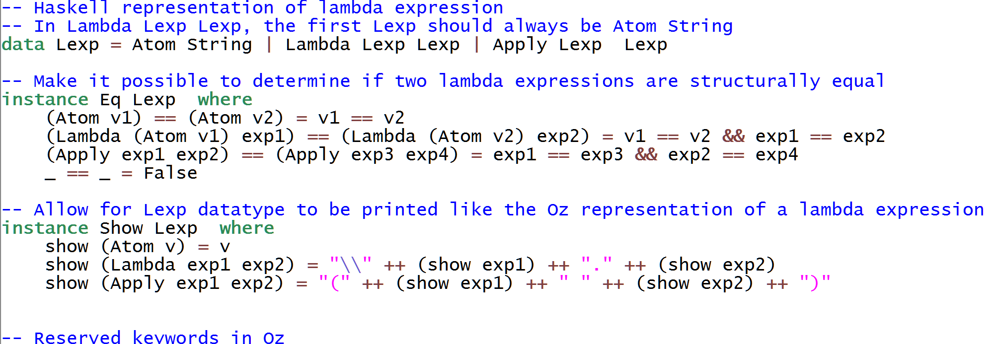 -- Haskell representation of lambda expression
-- In Lambda Lexp Lexp, the first Lexp should always be Atom String
data Lexp = Atom String | Lambda Lexp Lexp | Apply Lexp  Lexp

-- Make it possible to determine if two lambda expressions are structurally equal
instance Eq Lexp  where
    (Atom v1) == (Atom v2) = v1 == v2
    (Lambda (Atom v1) exp1) == (Lambda (Atom v2) exp2) = v1 == v2 && exp1 == exp2
    (Apply exp1 exp2) == (Apply exp3 exp4) = exp1 == exp3 && exp2 == exp4
    _ == _ = False

-- Allow for Lexp datatype to be printed like the Oz representation of a lambda expression
instance Show Lexp  where
    show (Atom v) = v
    show (Lambda exp1 exp2) = "\\" ++ (show exp1) ++ "." ++ (show exp2)
    show (Apply exp1 exp2) = "(" ++ (show exp1) ++ " " ++ (show exp2) ++ ")"

-- Reserved keywords in Oz